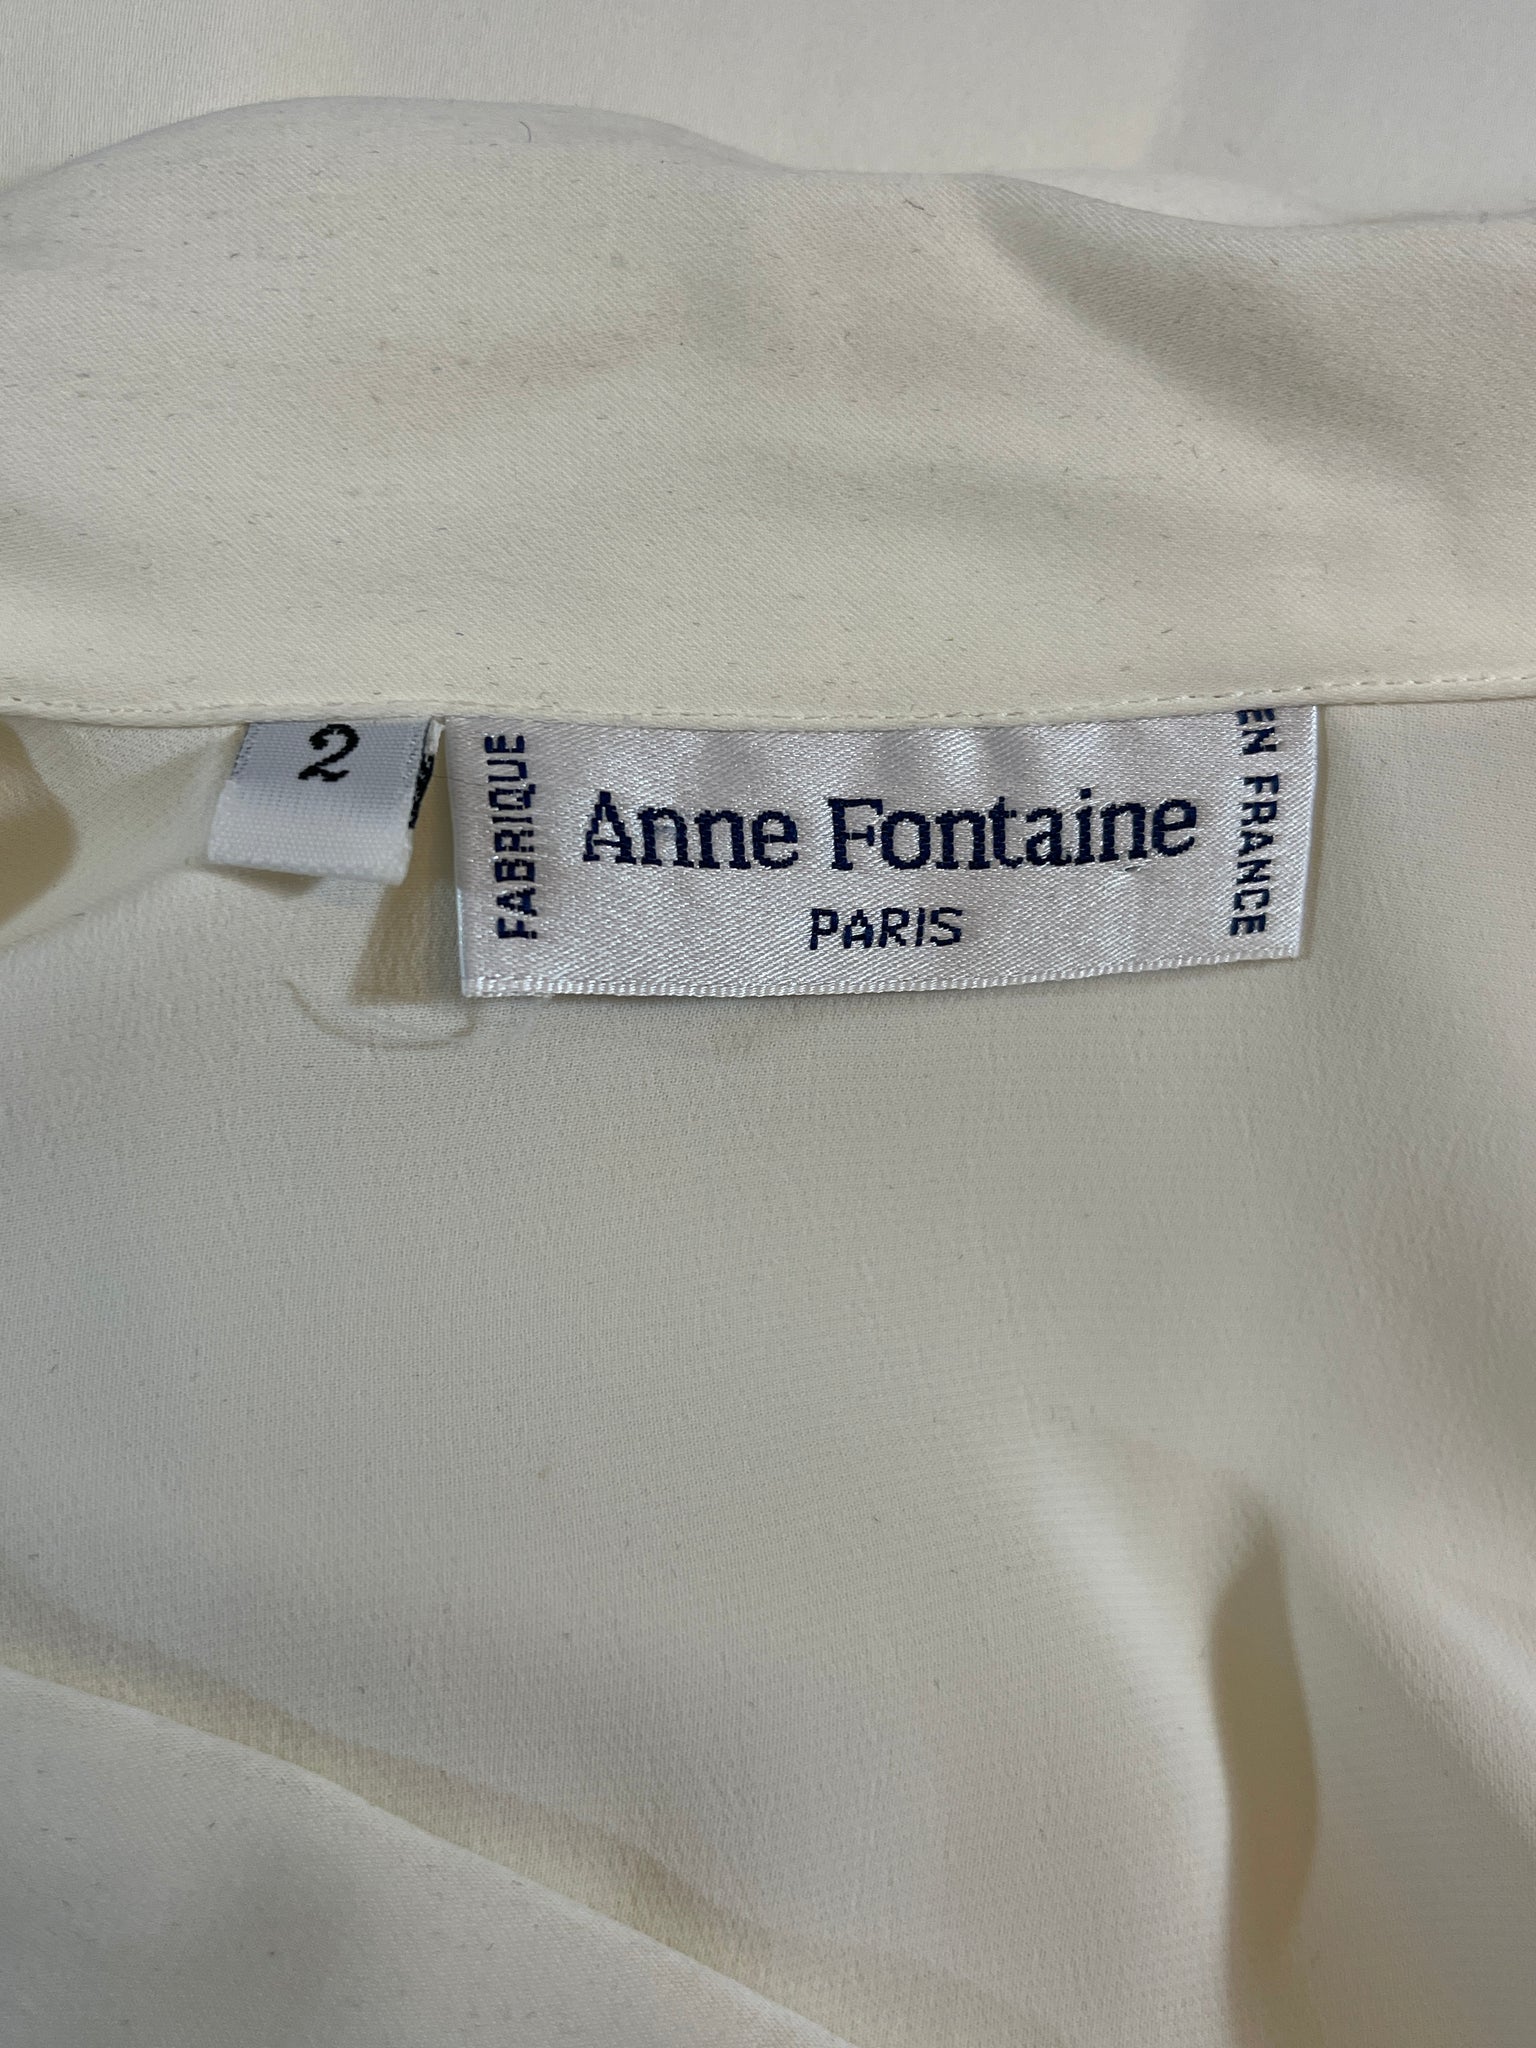 2
FABRIQUE
Anne Fontaine
PARIS
EN FRANCE